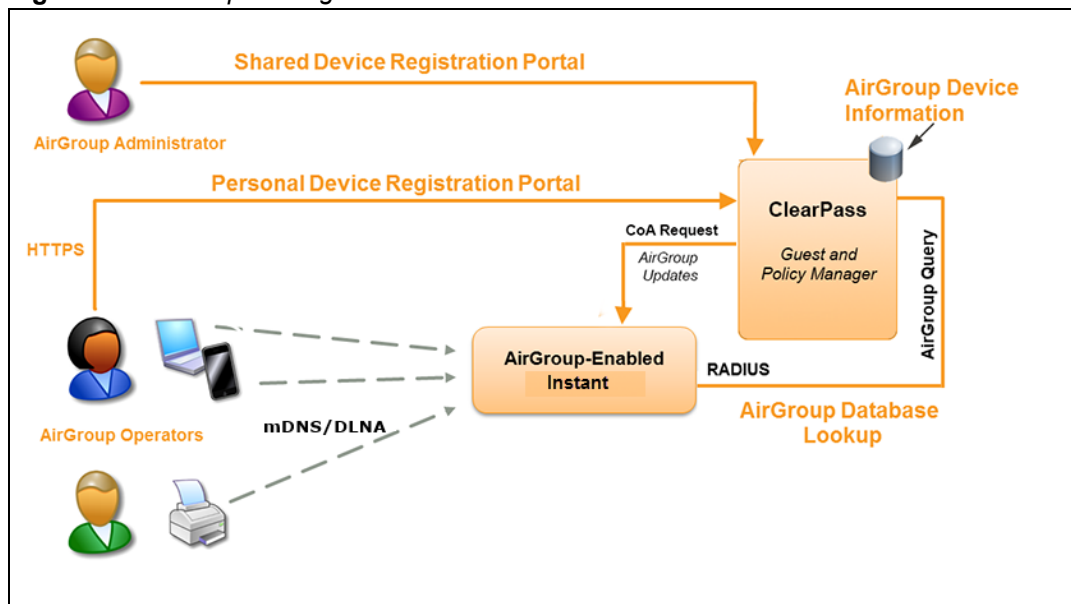 Shared Device Registration Portal
AirGroup Device
Information
AirGroup Administrator
Personal Device Registration Portal
ClearPass
Guest and
Policy Manager
CoA Request
AirGroup
Updates
HTTPS
AirGroup Query
AirGroup-Enabled
Instant
RADIUS
AirGroup Database
Lookup
mDNS/DLNA
AirGroup Operators